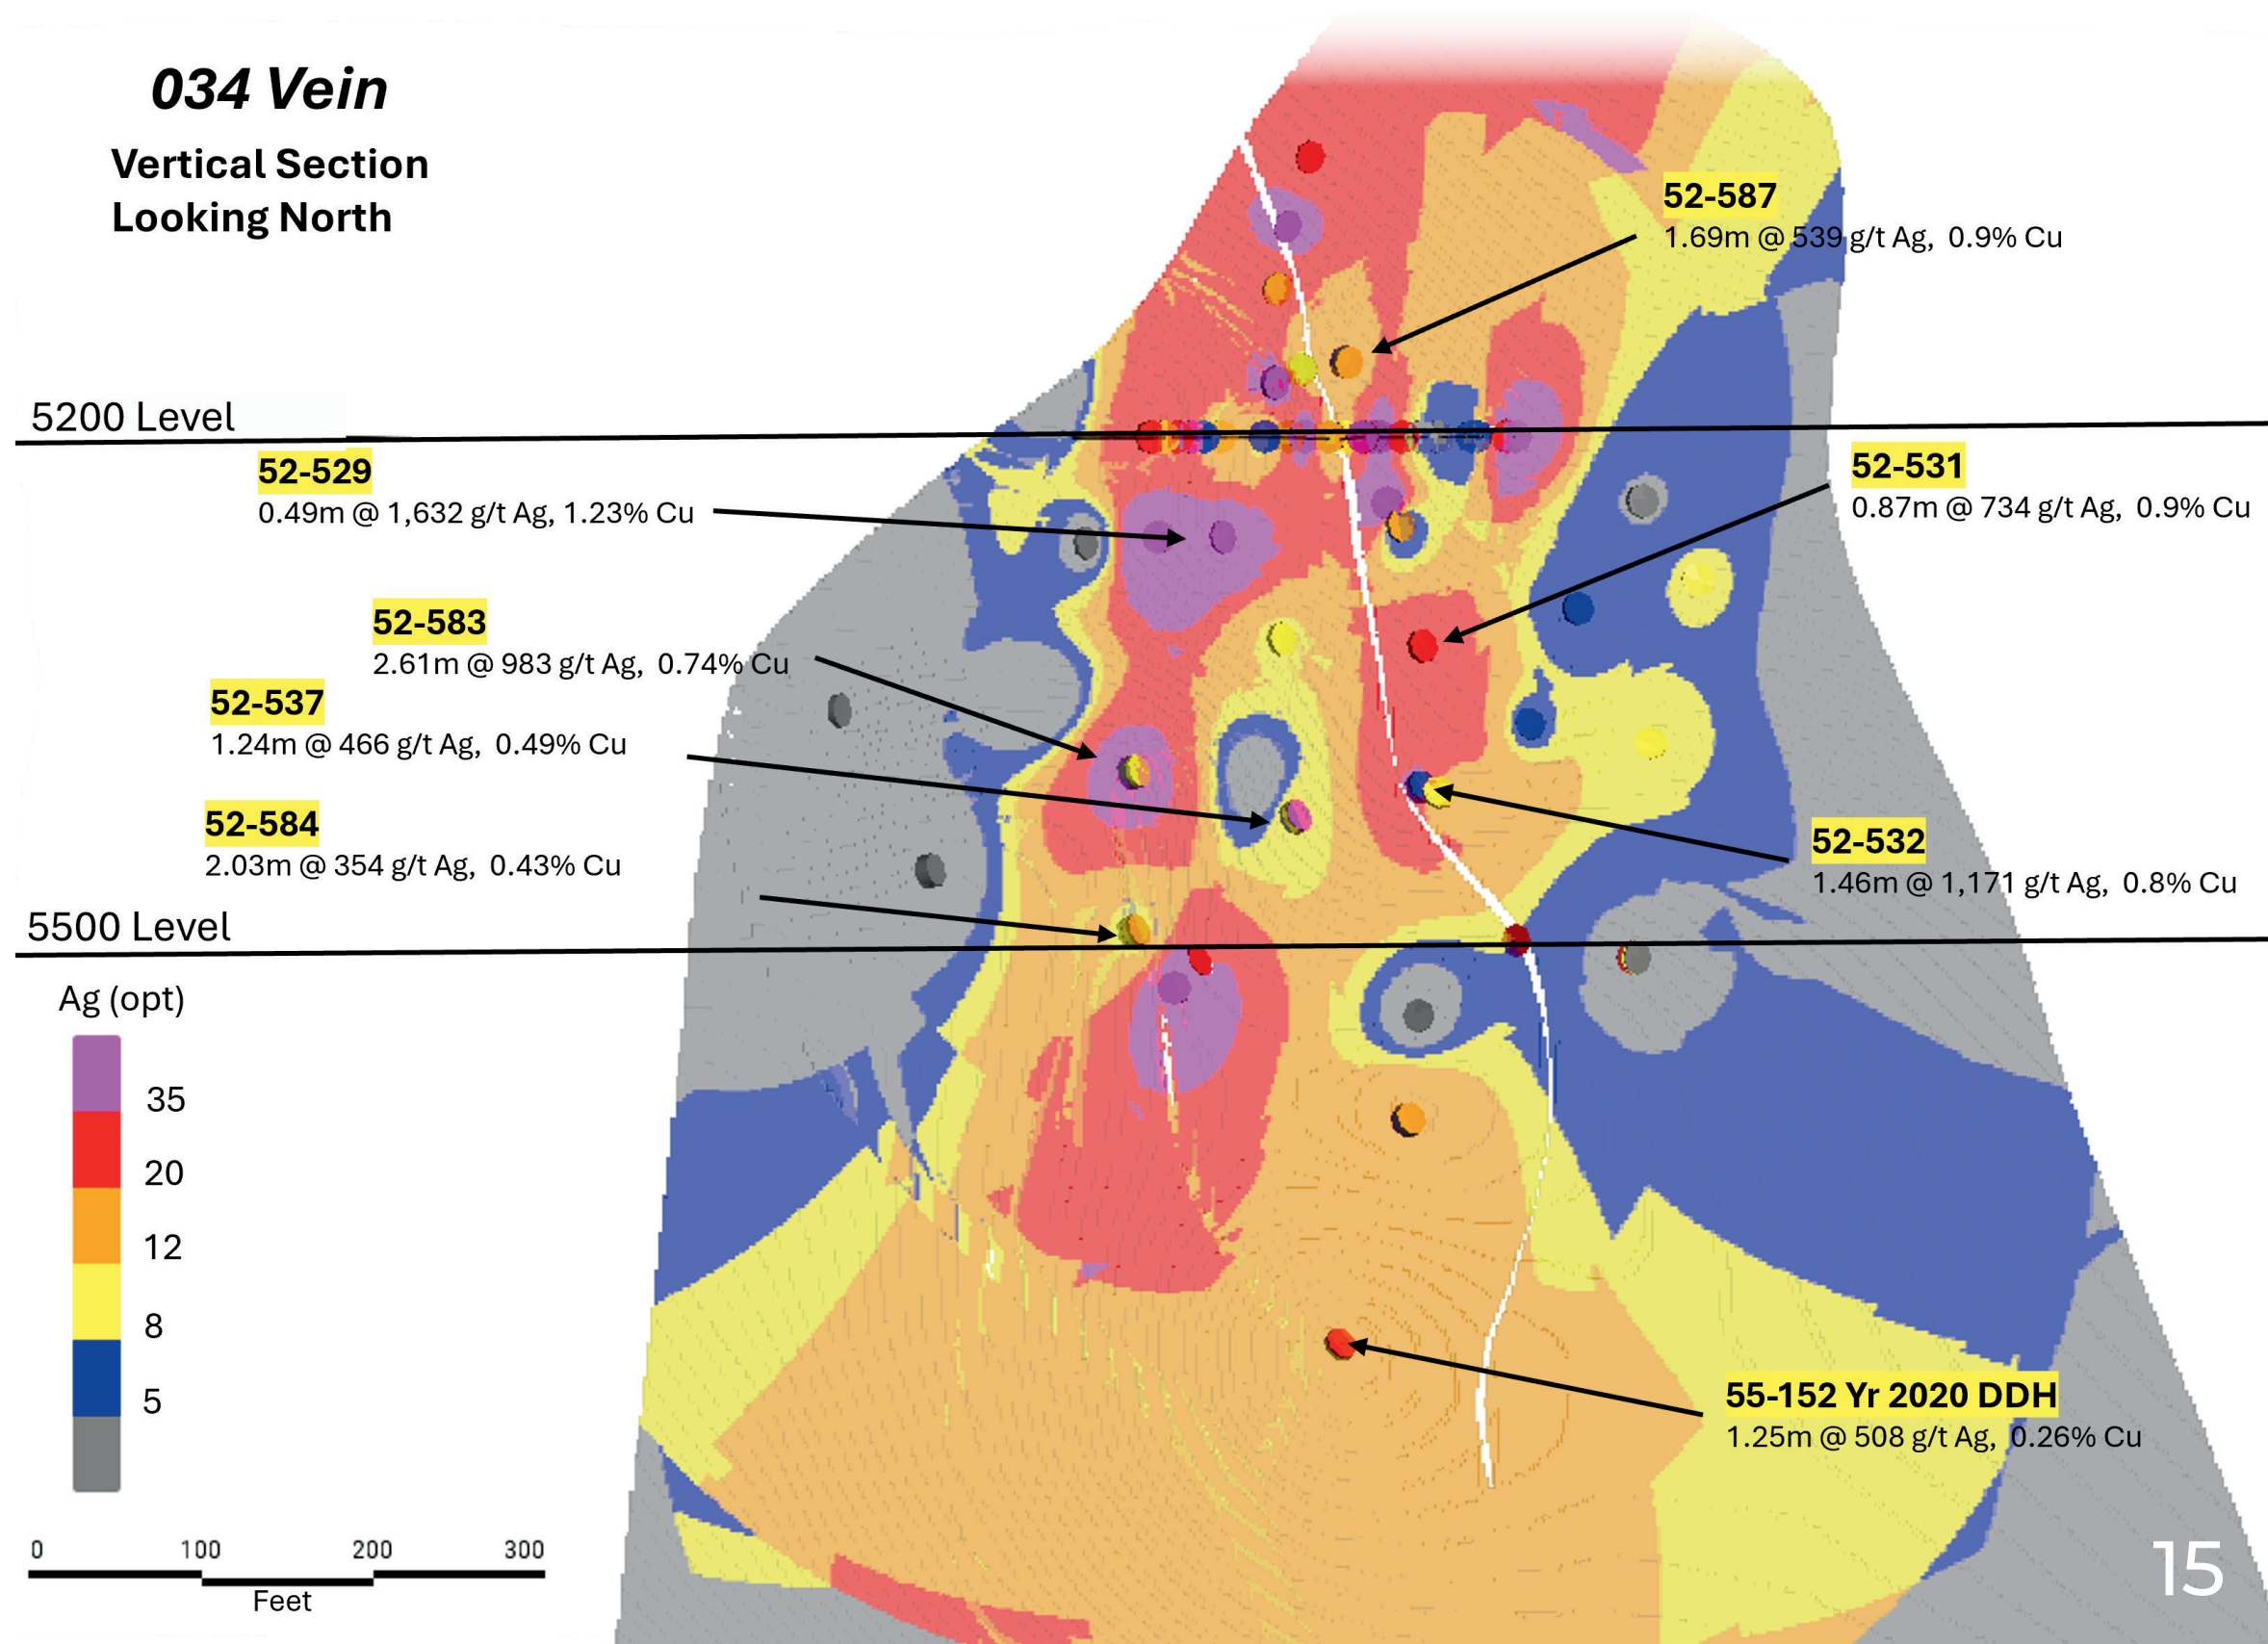 034 Vein
Vertical Section
Looking North
52-587
1.69m @ 539 g/t Ag, 0.9% Cu
5200 Level
52-529
0.49m @ 1,632 g/t Ag, 1.23% Cu
52-531
0.87m @ 734 g/t Ag, 0.9% Cu
52-583
2.61m @ 983 g/t Ag, 0.74% Cu
52-537
1.24m @ 466 g/t Ag, 0.49% Cu
52-584
2.03m @ 354 g/t Ag, 0.43% Cu
52-532
1.46m @ 1,171 g/t Ag, 0.8% Cu
5500 Level
Ag (opt)
35
20
12
8
5
55-152 Yr 2020 DDH
1.25m @ 508 g/t Ag, 0.26% Cu
0 100 200 300
Feet
15